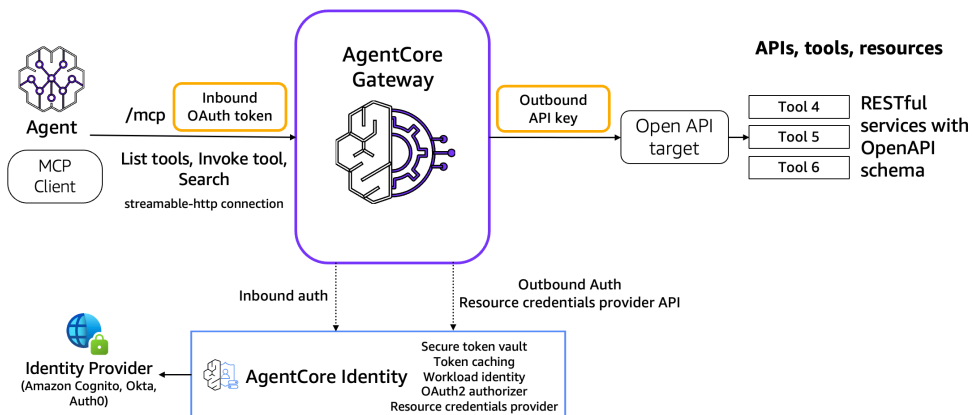 Agent
MCP
Client
/mcp
Inbound
OAuth token
List tools, Invoke tool,
Search
streamable-http connection
AgentCore
Gateway
Outbound
API key
Open API
target
APIs, tools, resources
Tool 4
Tool 5
Tool 6
RESTful
services with
OpenAPI
schema
Inbound auth
Outbound Auth
Resource credentials provider API
Identity Provider
(Amazon Cognito, Okta,
Auth0)
AgentCore Identity
Secure token vault
Token caching
Workload identity
OAuth2 authorizer
Resource credentials provider